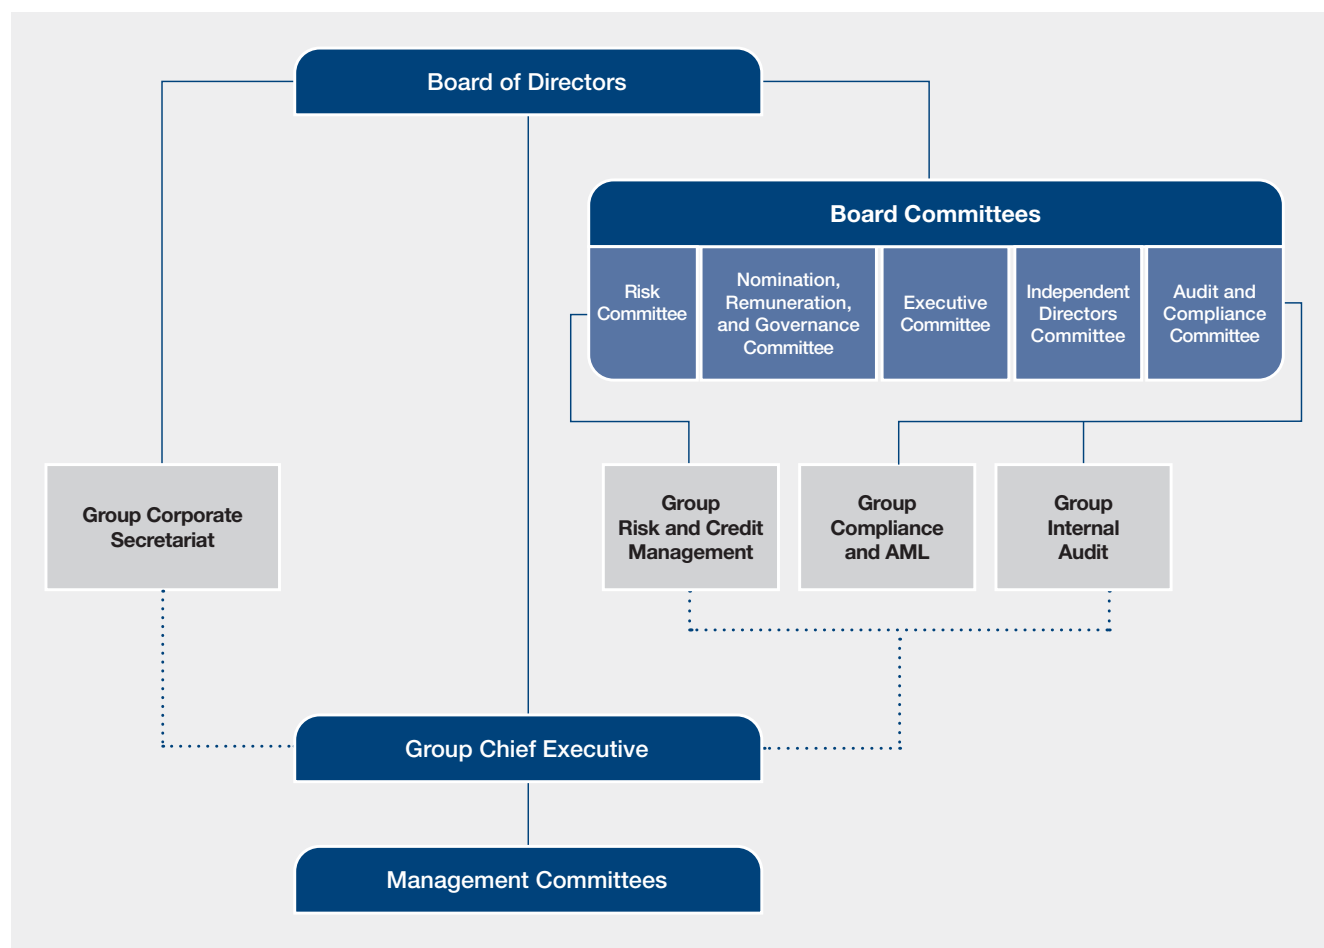 Board of Directors
Board Committees
Risk
Committee
Nomination,
Remuneration,
and Governance
Committee
Executive
Committee
Independent
Directors
Committee
Audit and
Compliance
Committee
Group Corporate
Secretariat
Group
Risk and Credit
Management
Group
Compliance
and AML
Group
Internal
Audit
Group Chief Executive
Management Committees